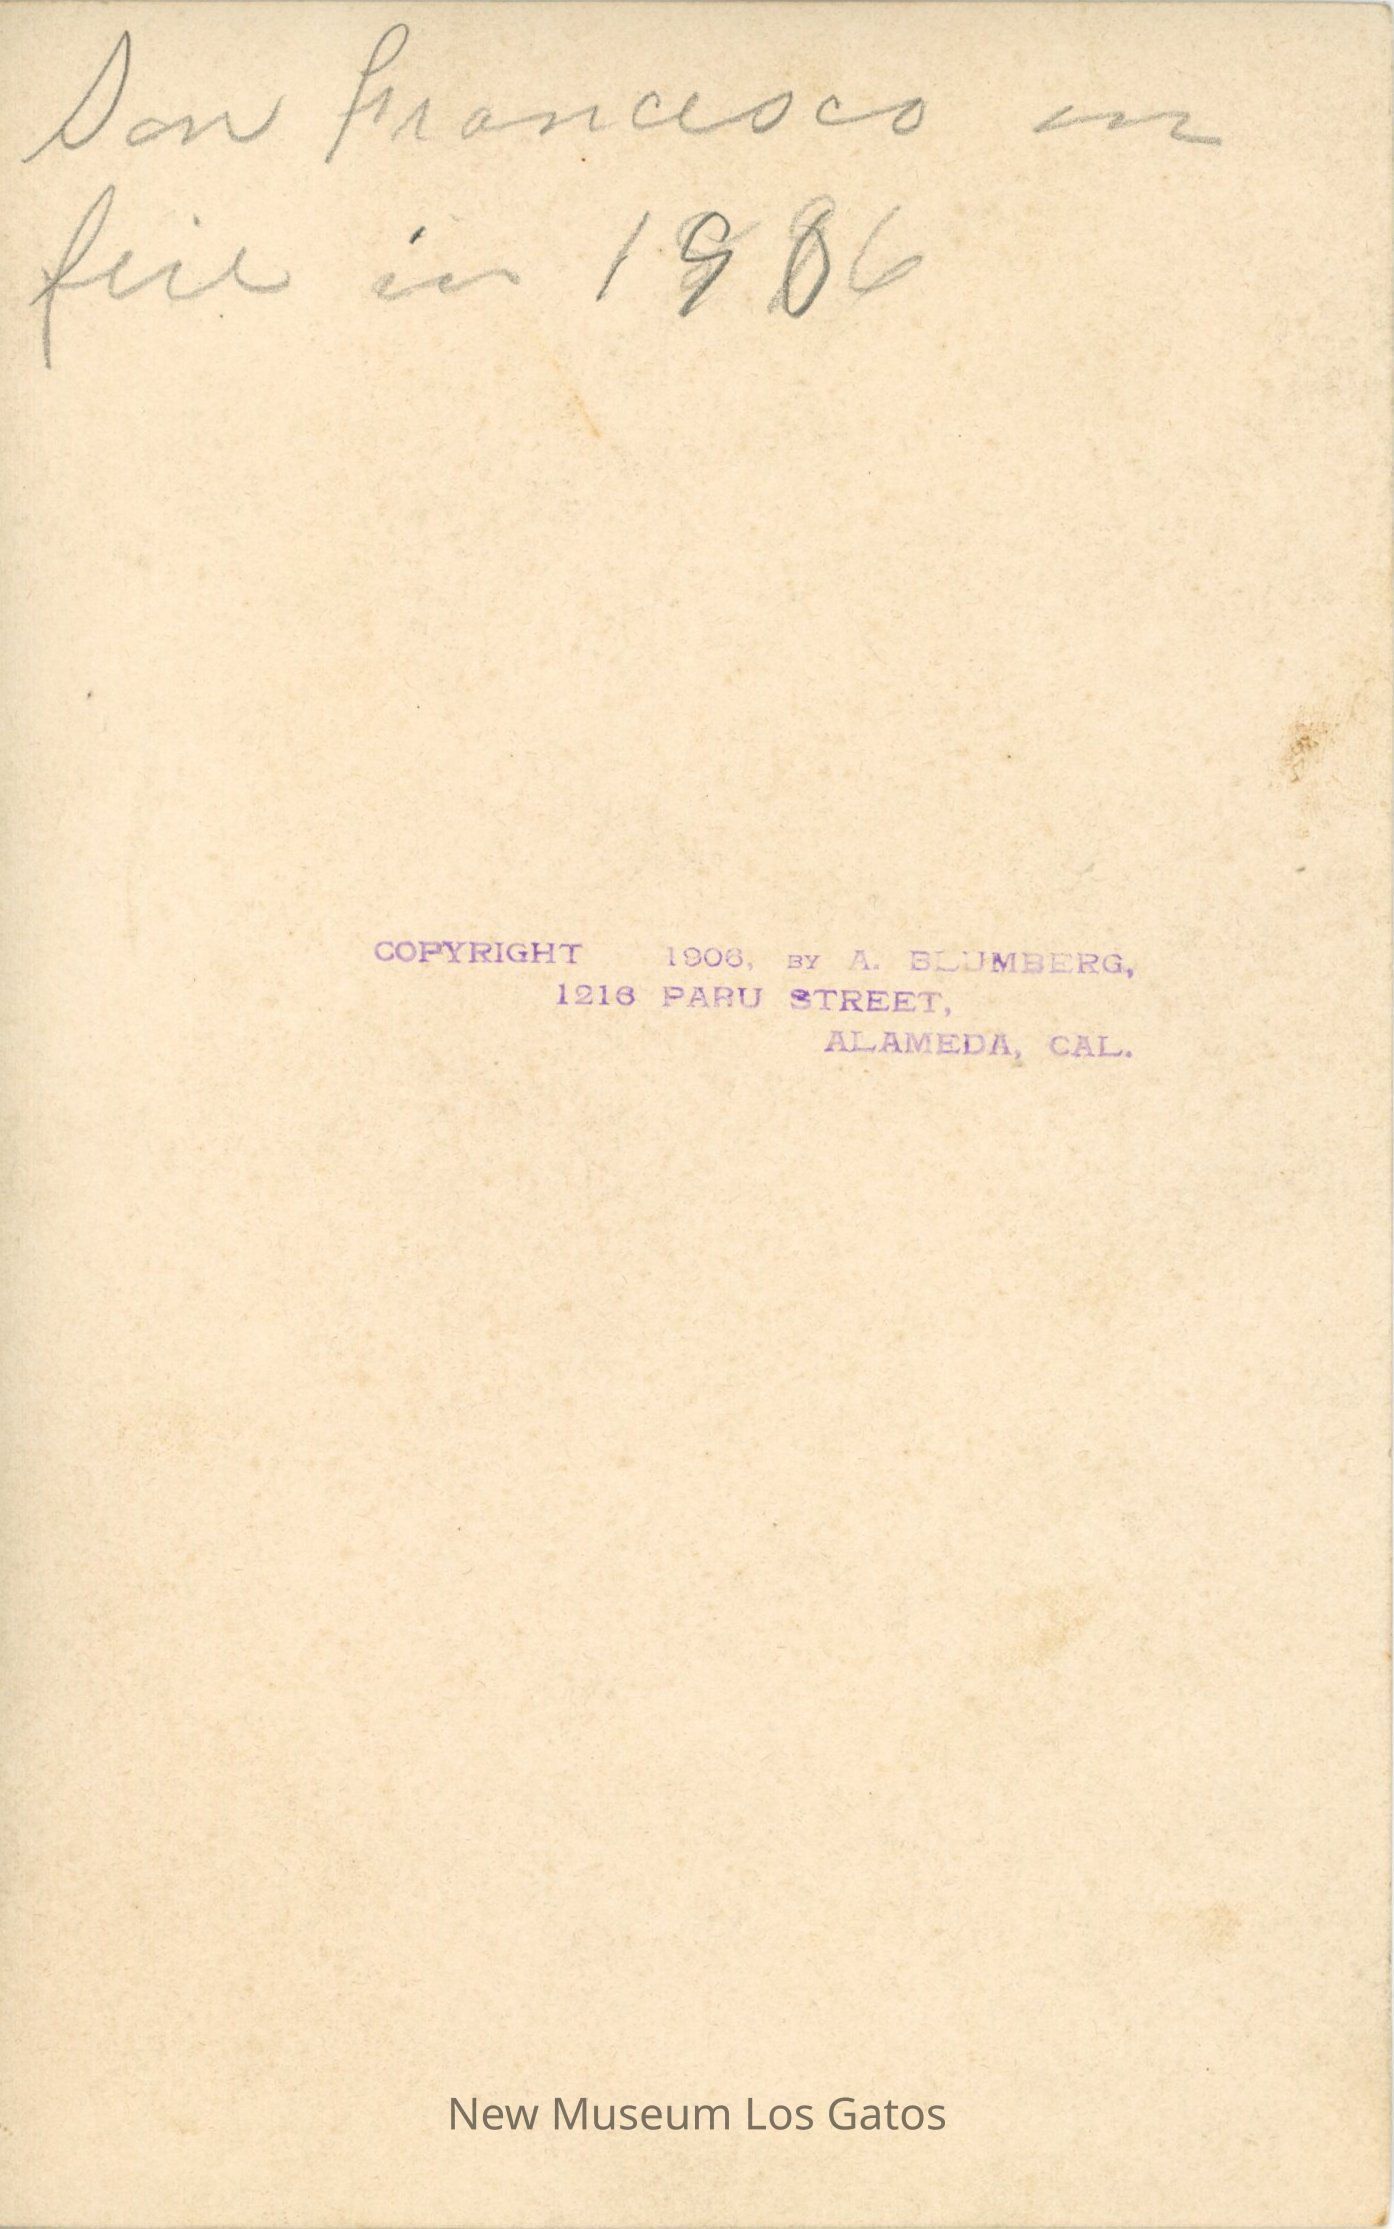 San Francisco on
fire in 1906
COPYRIGHT 1906, BY A. BLUMBERG,
1216 PARU STREET,
ALAMEDA, CAL.
New Museum Los Gatos